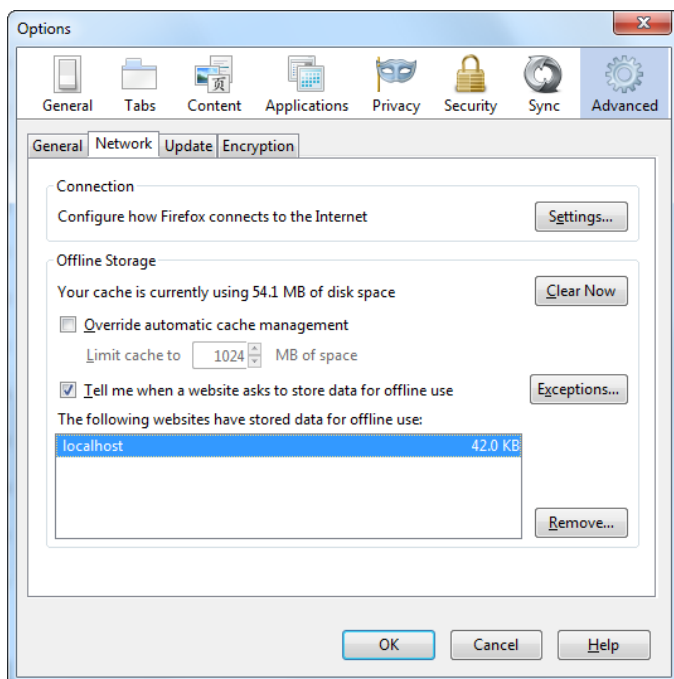 Options
General Tabs Content Applications Privacy Security Sync Advanced
General Network Update Encryption
Connection
Configure how Firefox connects to the Internet Settings...
Offline Storage
Your cache is currently using 54.1 MB of disk space Clear Now
Override automatic cache management
Limit cache to 1024 MB of space
Tell me when a website asks to store data for offline use Exceptions...
The following websites have stored data for offline use:
localhost 42.0 KB
Remove...
OK Cancel Help